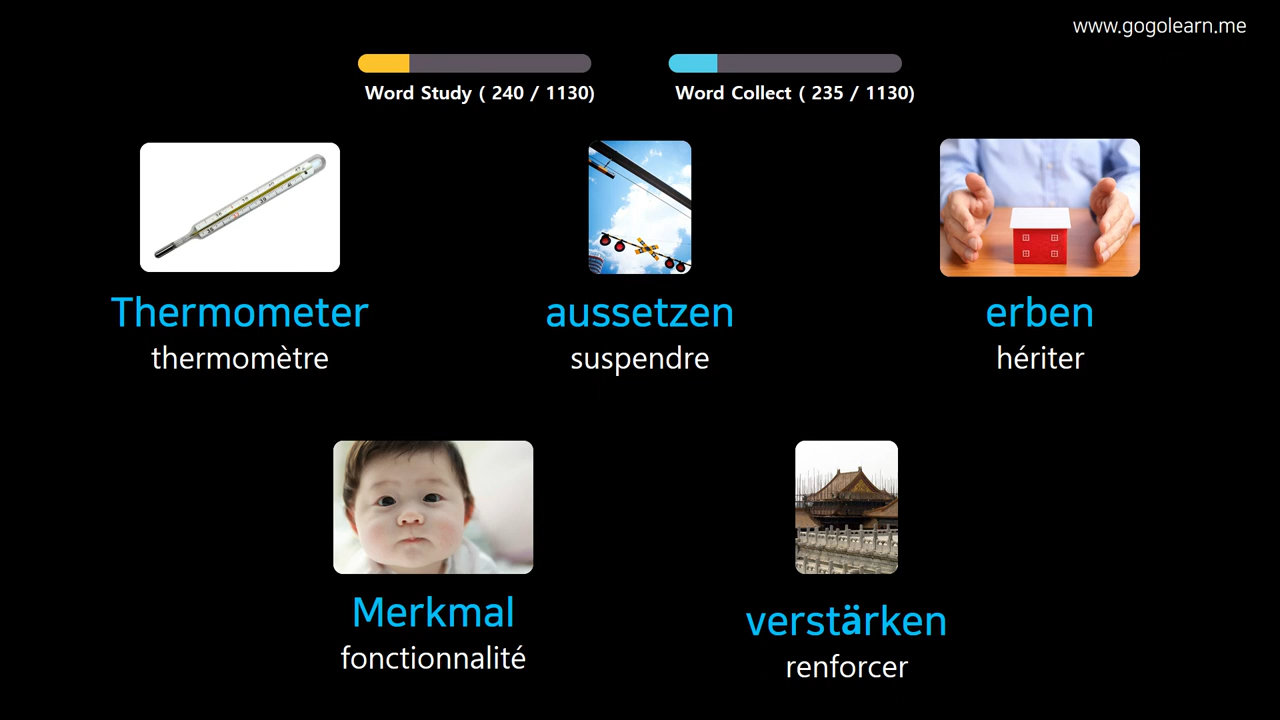 www.gogolearn.me
Word Study ( 240 / 1130)
Word Collect ( 235 / 1130)
Thermometer
thermomètre
aussetzen
suspendre
erben
hériter
Merkmal
fonctionnalité
verstärken
renforcer